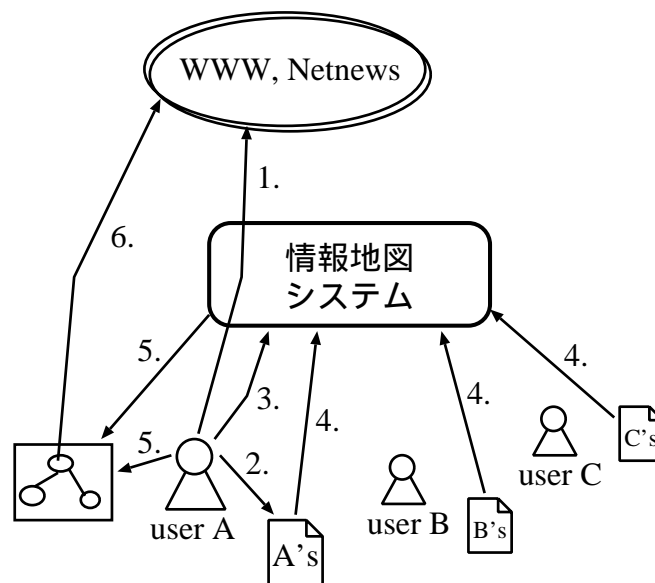 WWW, Netnews
1.
6.
情報地図
システム
5.
3.
4.
4.
4.
5.
2.
C's
user C
user A
user B
B's
A's